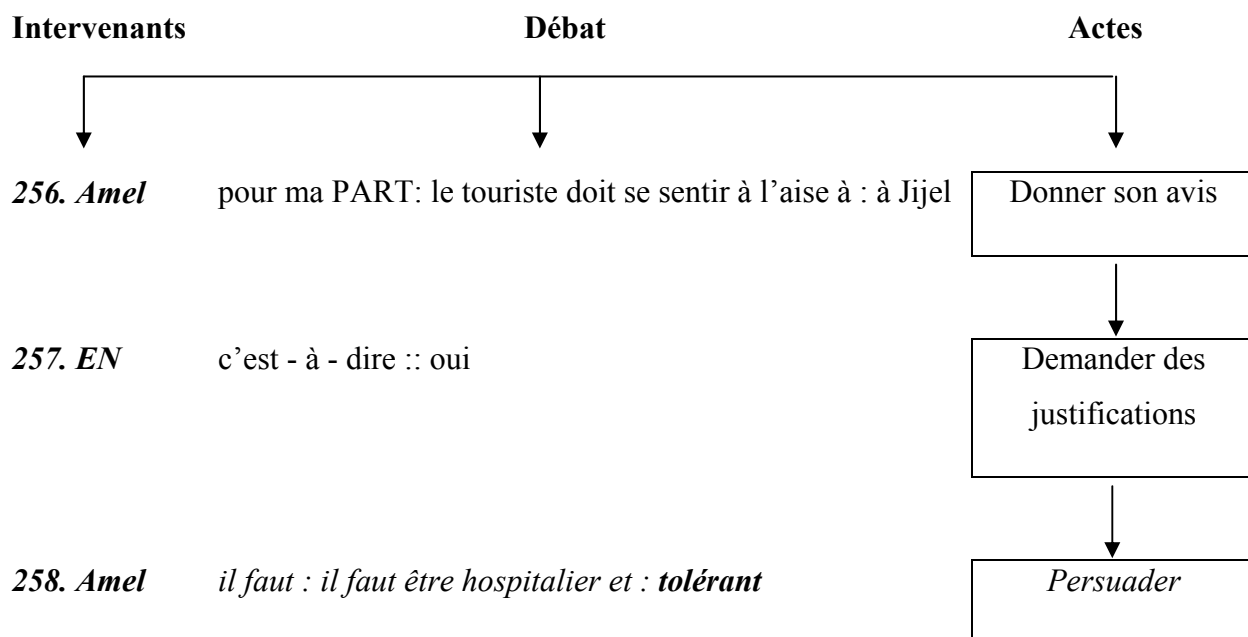 Intervenants Débat Actes
256. Amel pour ma PART: le touriste doit se sentir à l’aise à : à Jijel Donner son avis
257. EN c’est - à - dire :: oui Demander des
justifications
258. Amel il faut : il faut être hospitalier et : tolérant Persuader